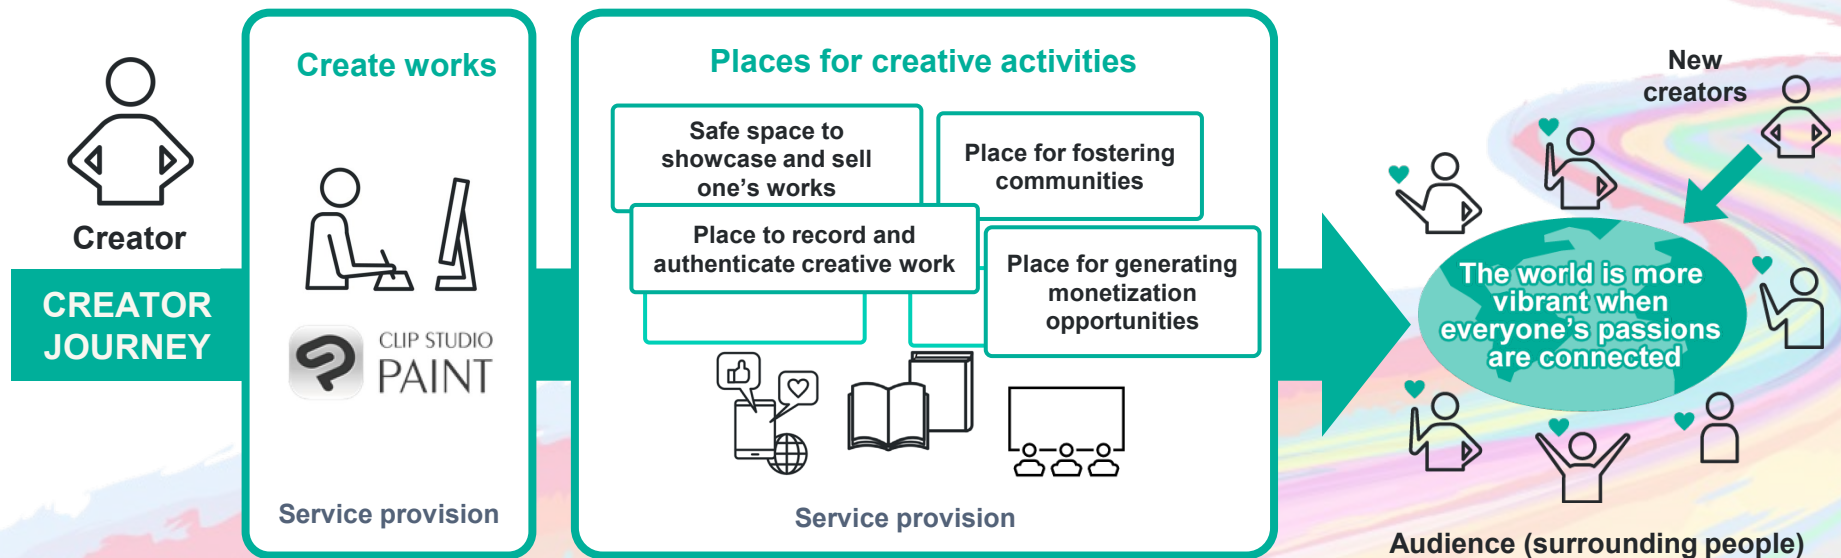 Creator
CREATOR
JOURNEY
Create works
CLIP STUDIO
PAINT
Service provision
Places for creative activities
Safe space to
showcase and sell
one's works
Place for fostering
communities
Place to record and
authenticate creative work
Place for generating
monetization
opportunities
Service provision
New
creators
The world is more
vibrant when
everyone's passions
are connected
Audience (surrounding people)